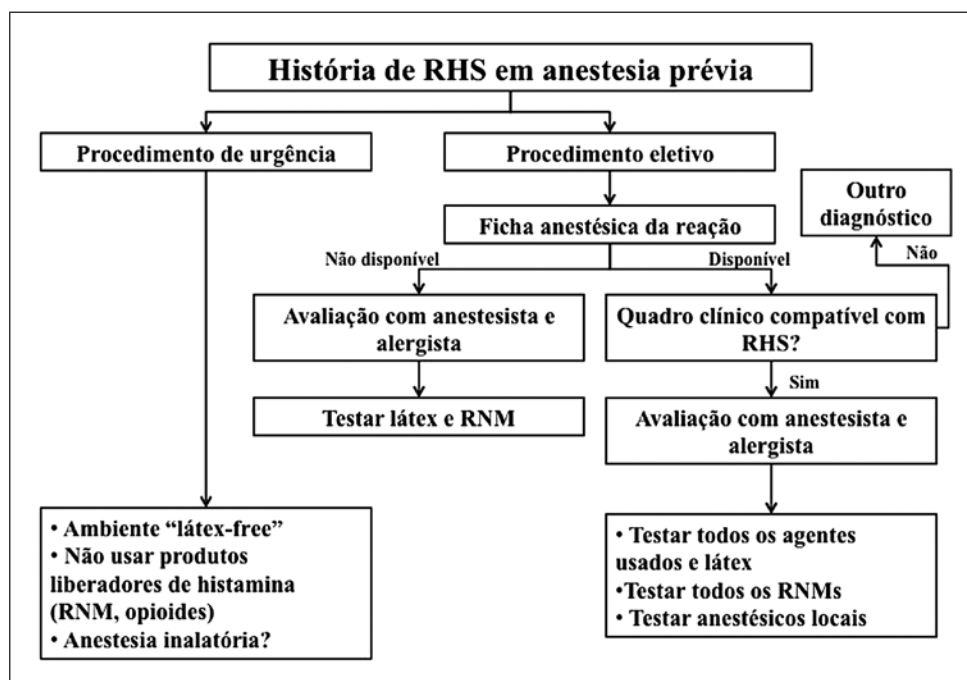 História de RHS em anestesia prévia
Procedimento de urgência
Procedimento eletivo
Outro
diagnóstico
Ficha anestésica da reação
Não disponível
Disponível
Não
Avaliação com anestesista e
alergista
Quadro clínico compatível com
RHS?
Sim
Testar látex e RNM
Avaliação com anestesista e
alergista
• Ambiente “látex-free”
• Não usar produtos
liberadores de histamina
(RNM, opioides)
• Anestesia inalatória?
• Testar todos os agentes
usados e látex
•Testar todos os RNMs
• Testar anestésicos locais